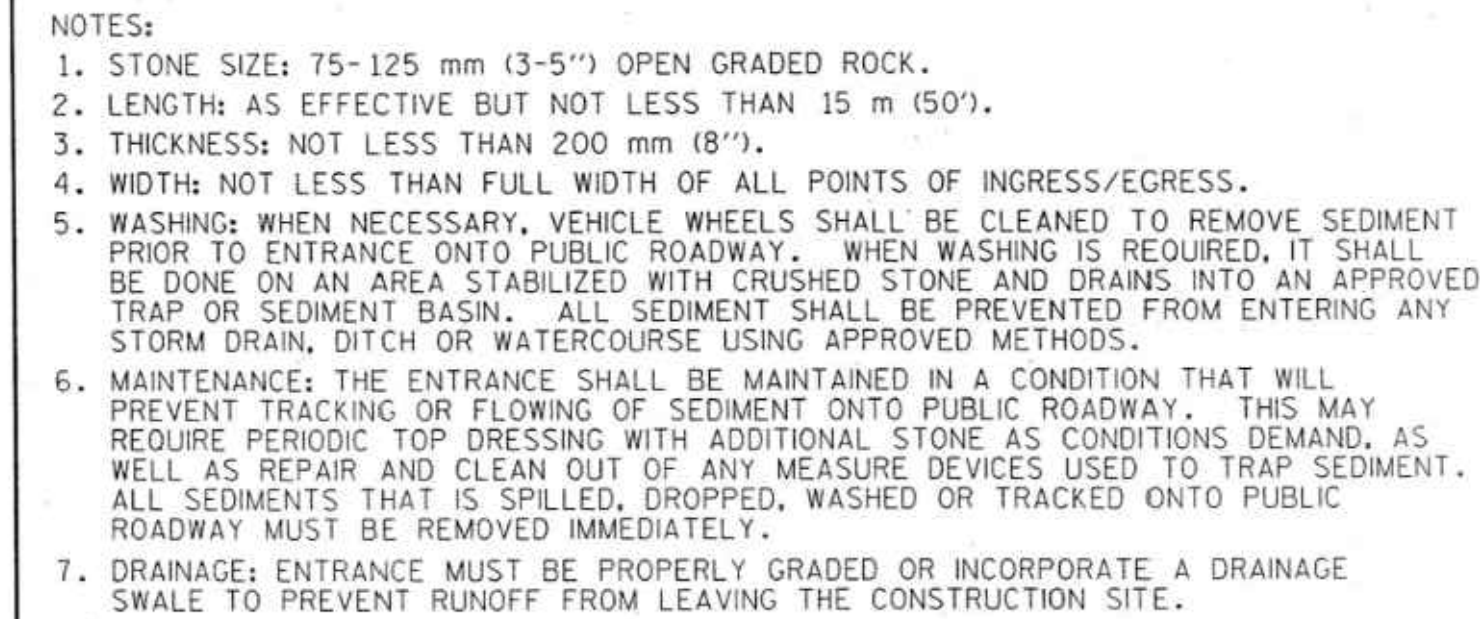 NOTES:
1. STONE SIZE: 75-125 mm (3-5") OPEN GRADED ROCK.
2. LENGTH: AS EFFECTIVE BUT NOT LESS THAN 15 m (50').
3. THICKNESS: NOT LESS THAN 200 mm (8").
4. WIDTH: NOT LESS THAN FULL WIDTH OF ALL POINTS OF INGRESS/EGRESS.
5. WASHING: WHEN NECESSARY, VEHICLE WHEELS SHALL BE CLEANED TO REMOVE SEDIMENT
PRIOR TO ENTRANCE ONTO PUBLIC ROADWAY. WHEN WASHING IS REQUIRED, IT SHALL
BE DONE ON AN AREA STABILIZED WITH CRUSHED STONE AND DRAINS INTO AN APPROVED
TRAP OR SEDIMENT BASIN. ALL SEDIMENT SHALL BE PREVENTED FROM ENTERING ANY
STORM DRAIN, DITCH OR WATERCOURSE USING APPROVED METHODS.
6. MAINTENANCE: THE ENTRANCE SHALL BE MAINTAINED IN A CONDITION THAT WILL
PREVENT TRACKING OR FLOWING OF SEDIMENT ONTO PUBLIC ROADWAY. THIS MAY
REQUIRE PERIODIC TOP DRESSING WITH ADDITIONAL STONE AS CONDITIONS DEMAND, AS
WELL AS REPAIR AND CLEAN OUT OF ANY MEASURE DEVICES USED TO TRAP SEDIMENT.
ALL SEDIMENTS THAT IS SPILLED, DROPPED, WASHED OR TRACKED ONTO PUBLIC
ROADWAY MUST BE REMOVED IMMEDIATELY.
7. DRAINAGE: ENTRANCE MUST BE PROPERLY GRADED OR INCORPORATE A DRAINAGE
SWALE TO PREVENT RUNOFF FROM LEAVING THE CONSTRUCTION SITE.